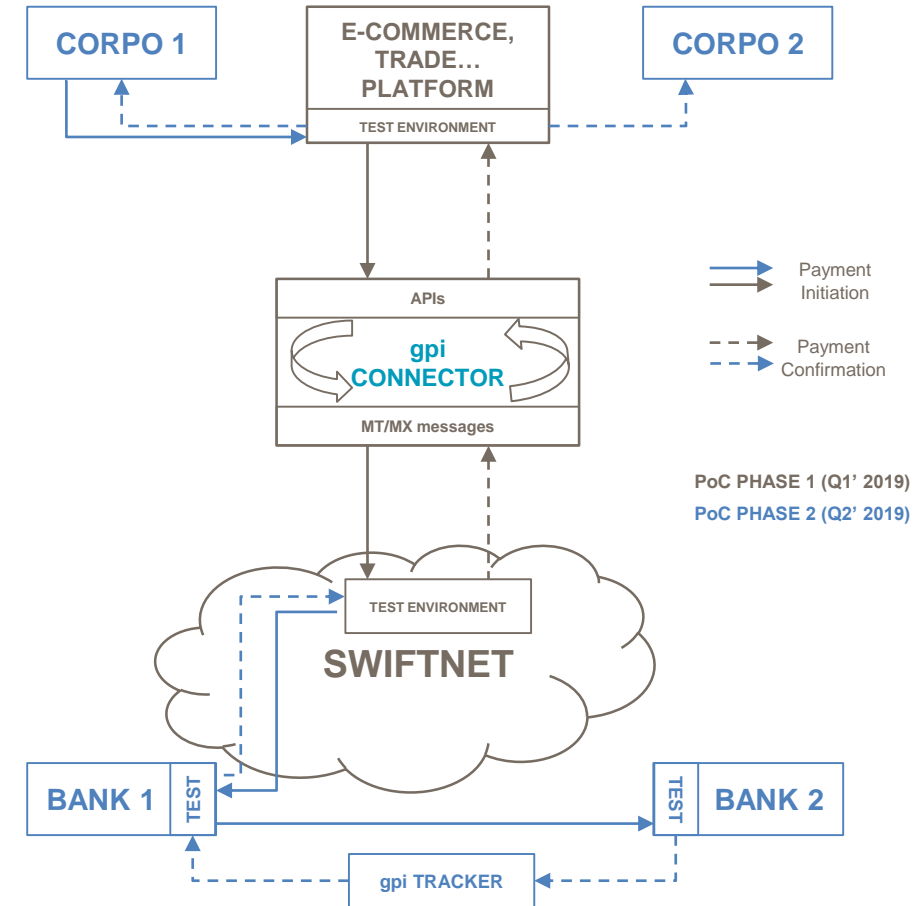 CORPO 1
E-COMMERCE,
TRADE…
PLATFORM
TEST ENVIRONMENT
CORPO 2
Payment
Initiation
APIs
gpi
CONNECTOR
MT/MX messages
Payment
Confirmation
PoC PHASE 1 (Q1’ 2019)
PoC PHASE 2 (Q2’ 2019)
TEST ENVIRONMENT
SWIFTNET
BANK 1
TEST
TEST
BANK 2
gpi TRACKER